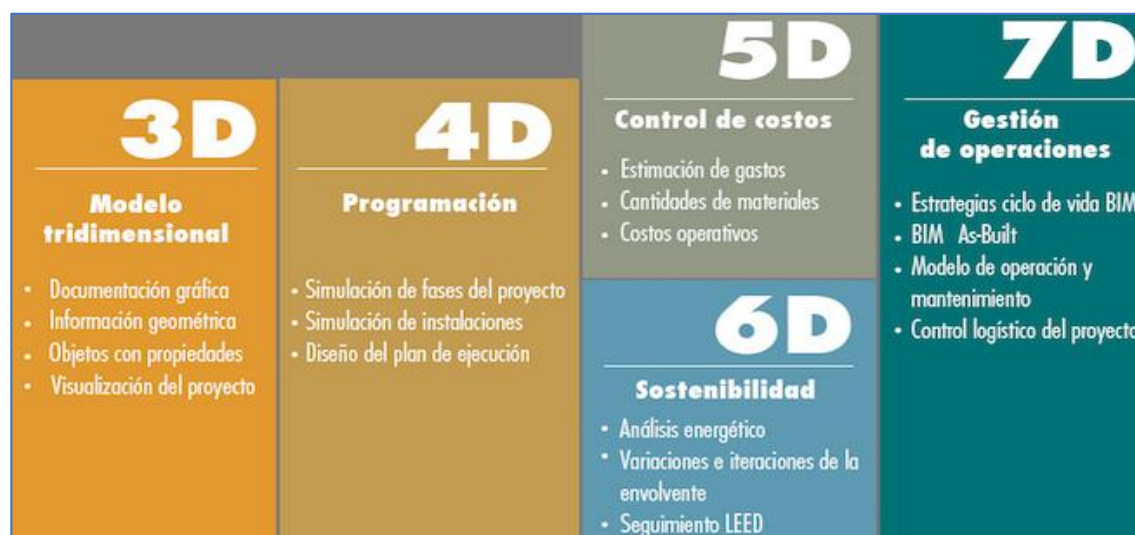 3D
Modelo
tridimensional
• Documentación gráfica
• Información geométrica
• Objetos con propiedades
• Visualización del proyecto
4D
Programación
• Simulación de fases del proyecto
• Simulación de instalaciones
• Diseño del plan de ejecución
5D
Control de costos
• Estimación de gastos
• Cantidades de materiales
• Costos operativos
6D
Sostenibilidad
• Análisis energético
• Variaciones e iteraciones de la
envolvente
• Seguimiento LEED
7D
Gestión
de operaciones
• Estrategias ciclo de vida BIM
• BIM As-Built
• Modelo de operación y
mantenimiento
• Control logístico del proyecto